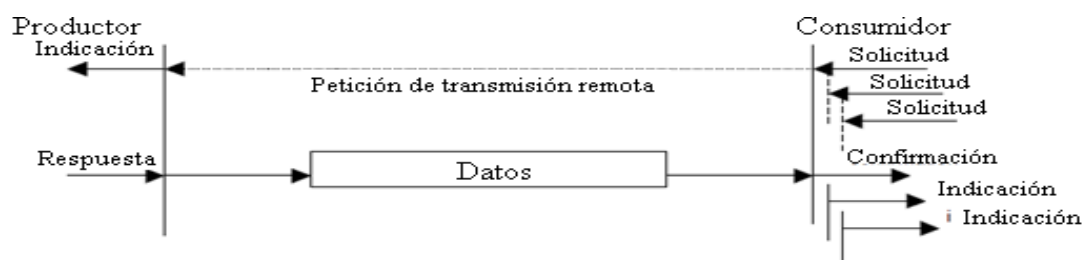 Productor
Consumidor
Indicación
Solicitud
Petición de transmisión remota
Solicitud
Solicitud
Respuesta
Datos
Confirmación
Indicación
i Indicación